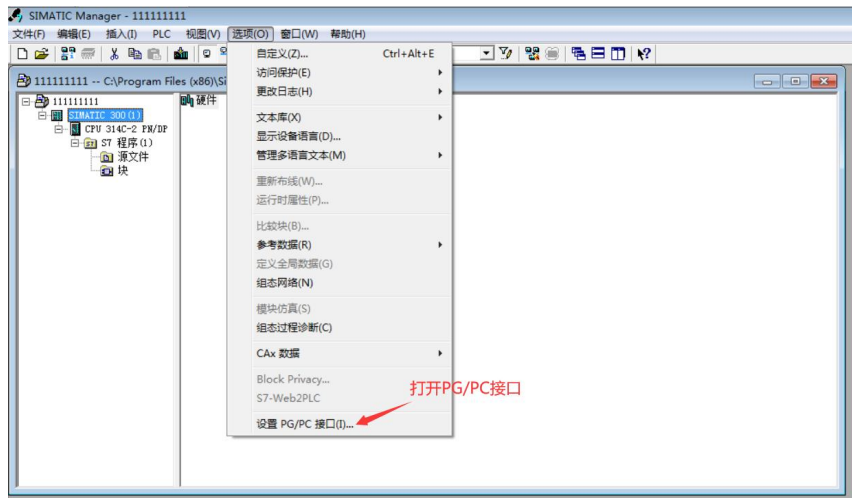 SIMATIC Manager - 111111111
文件(F) 编辑(E) 插入(I) PLC 视图(V) 选项(O) 窗口(W) 帮助(H)
111111111 -- C:\Program Files (x86)\Si
111111111
SIMATIC 300(1)
CPU 314C-2 PN/DP
S7 程序(1)
源文件
块
硬件
自定义(Z)... Ctrl+Alt+E
访问保护(E)
更改日志(H)
文本库(X)
显示设备语言(D)...
管理多语言文本(M)
重新布线(W)...
运行时属性(P)...
比较块(B)...
参考数据(R)
定义全局数据(G)
组态网络(N)
模块仿真(S)
组态过程诊断(C)
CAx 数据
Block Privacy...
S7-Web2PLC
设置 PG/PC 接口(I)...
打开PG/PC接口